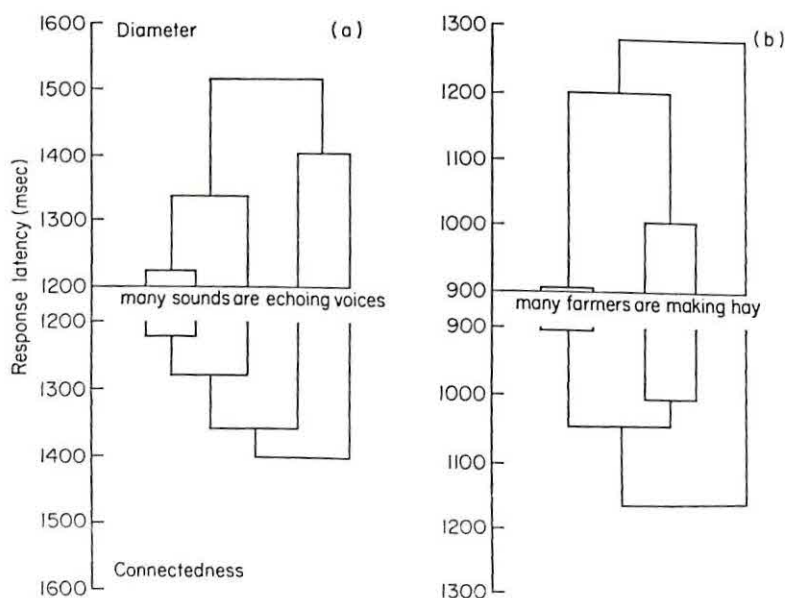 Diameter
(a)
1600
1500
1400
1300
1200
many sounds are echoing voices
1200
1300
1400
1500
1600
Connectedness
Response latency (msec)
(b)
1300
1200
1100
1000
900
many farmers are making hay
900
1000
1100
1200
1300